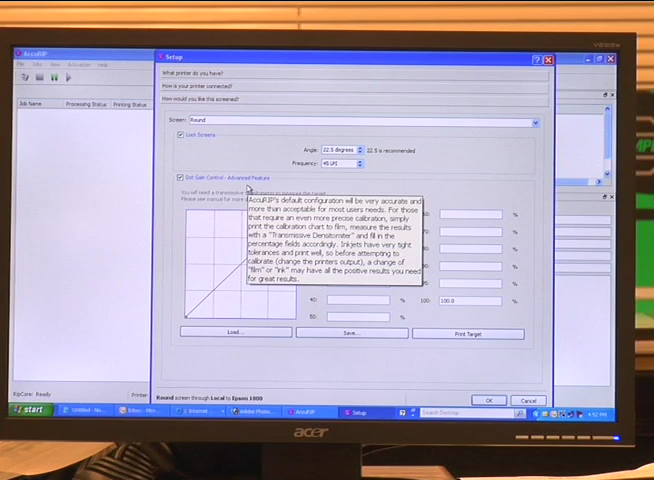 AccuRIP
Setup
File Jobs View Activation Help
What printer do you have?
How is your printer connected?
How would you like this screened?
Job Name Processing Status Printing Status
Screen: Round
Lock Screens
Angle: 22.5 degrees 22.5 is recommended
Frequency: 45 LPI
Dot Gain Control - Advanced Feature
You will need a transmissive densitometer to measure the target.
Please see manual for more
AccuRIP's default configuration will be very accurate and
more than acceptable for most users needs. For those
that require an even more precise calibration, simply
print the calibration chart to film, measure the results
with a "Transmissive Densitomster" and fill in the
percentage fields accordingly. Inkjets have very tight
tolerances and print well, so before attempting to
calibrate (change the printers output), a change of
"film" or "ink" may have all the positive results you need
for great results.
60: %
%
%
%
%
40: % 100: 100.0 %
50: %
Load... Save... Print Target
RipCore: Ready Printer
Round screen through Local to Epson 1800
OK Cancel
start Untitled - No... Inbox - Micr... Internet Adobe Photo... AccuRIP Setup Search Desktop 4:52 PM
acer